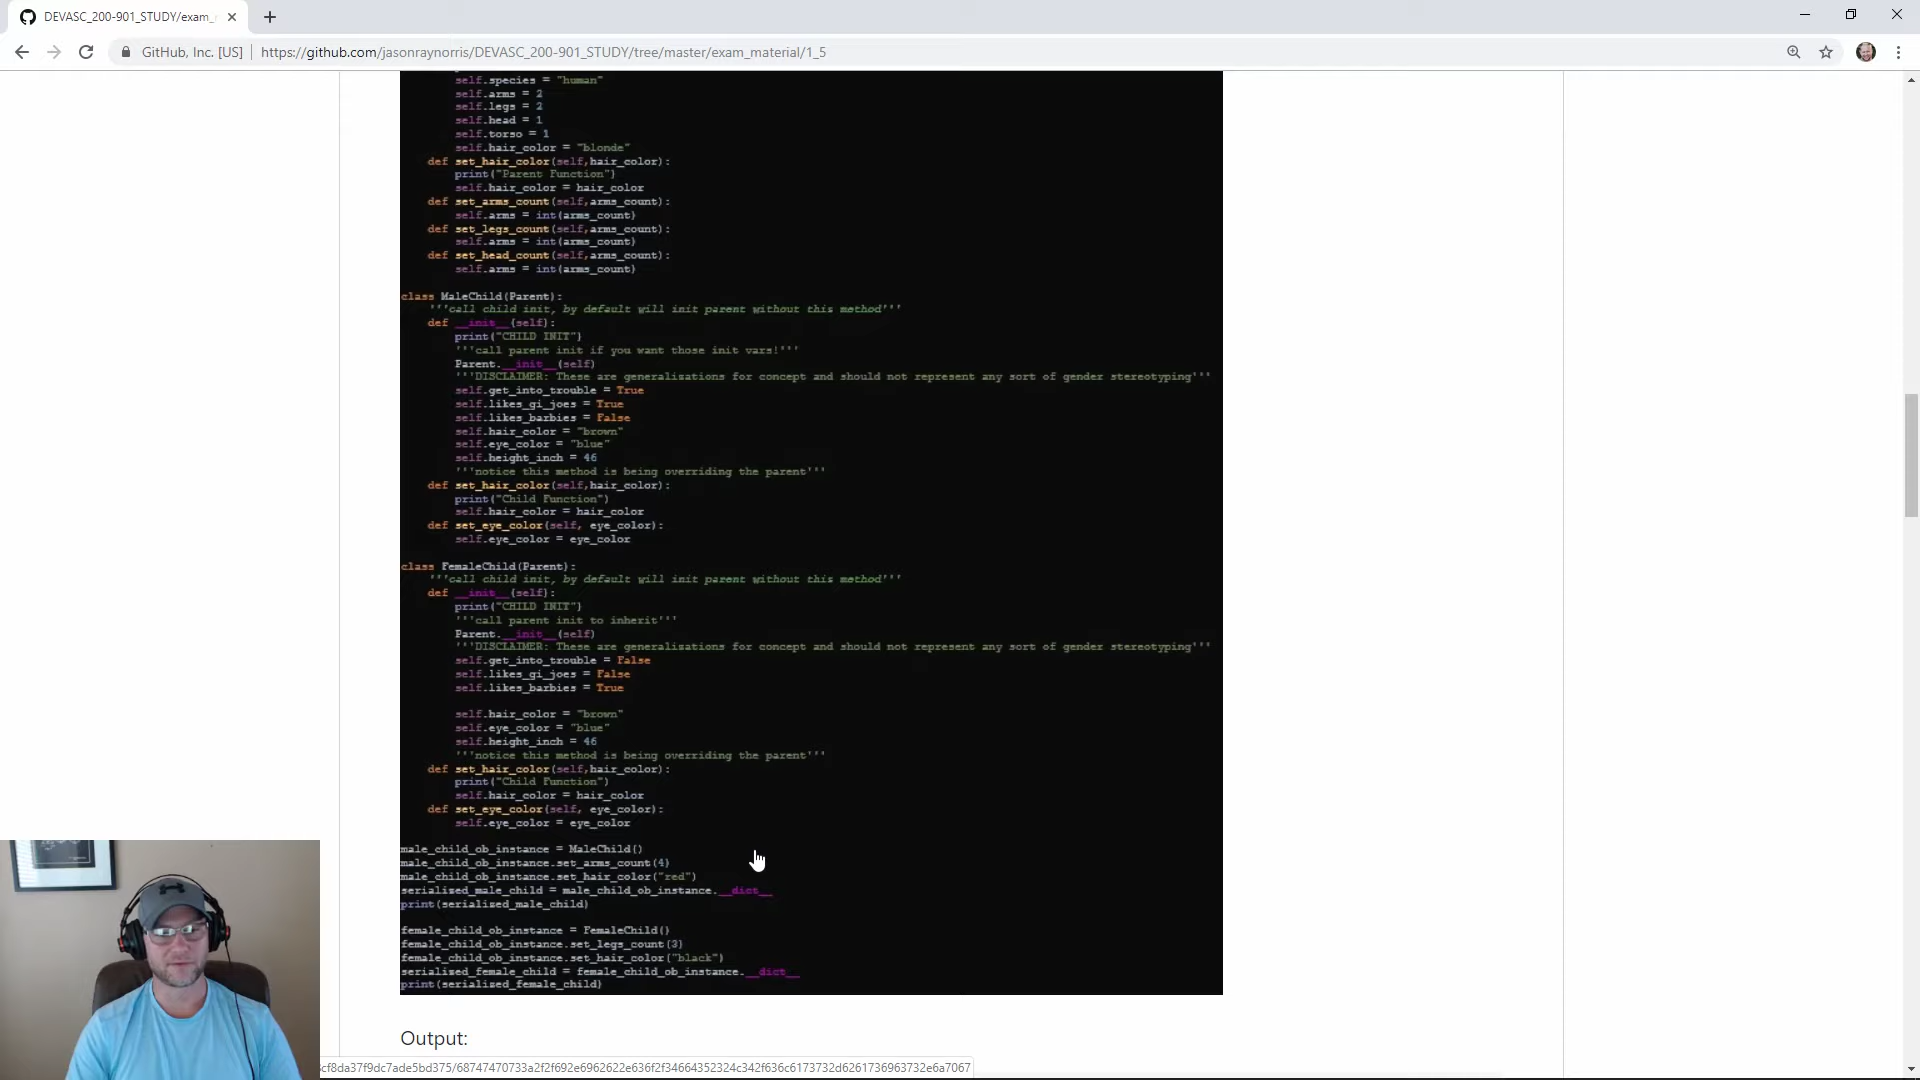 DEVASC_200-901_STUDY/exam_
GitHub, Inc. [US] https://github.com/jasonraynorris/DEVASC_200-901_STUDY/tree/master/exam_material/1_5
self.species = "human"
self.arms = 2
self.legs = 2
self.head = 1
self.torso = 1
self.hair_color = "blonde"
def set_hair_color(self,hair_color):
print("Parent Function")
self.hair_color = hair_color
def set_arms_count(self,arms_count):
self.arms = int(arms_count)
def set_legs_count(self,arms_count):
self.arms = int(arms_count)
def set_head_count(self,arms_count):
self.arms = int(arms_count)
class MaleChild(Parent):
'''call child init, by default will init parent without this method'''
def __init__(self):
print("CHILD INIT")
'''call parent init if you want those init vars!'''
Parent.__init__(self)
'''DISCLAIMER: These are generalizations for concept and should not represent any sort of gender stereotyping'''
self.get_into_trouble = True
self.likes_gi_joes = True
self.likes_barbies = False
self.hair_color = "brown"
self.eye_color = "blue"
self.height_inch = 46
'''notice this method is being overriding the parent'''
def set_hair_color(self,hair_color):
print("Child Function")
self.hair_color = hair_color
def set_eye_color(self, eye_color):
self.eye_color = eye_color
class FemaleChild(Parent):
'''call child init, by default will init parent without this method'''
def __init__(self):
print("CHILD INIT")
'''call parent init to inherit'''
Parent.__init__(self)
'''DISCLAIMER: These are generalizations for concept and should not represent any sort of gender stereotyping'''
self.get_into_trouble = False
self.likes_gi_joes = False
self.likes_barbies = True
self.hair_color = "brown"
self.eye_color = "blue"
self.height_inch = 46
'''notice this method is being overriding the parent'''
def set_hair_color(self,hair_color):
print("Child Function")
self.hair_color = hair_color
def set_eye_color(self, eye_color):
self.eye_color = eye_color
male_child_ob_instance = MaleChild()
male_child_ob_instance.set_arms_count(4)
male_child_ob_instance.set_hair_color("red")
serialized_male_child = male_child_ob_instance.__dict__
print(serialized_male_child)
female_child_ob_instance = FemaleChild()
female_child_ob_instance.set_legs_count(3)
female_child_ob_instance.set_hair_color("black")
serialized_female_child = female_child_ob_instance.__dict__
print(serialized_female_child)
Output:
cf8da37f9dc7ade5bd375/68747470733a2f2f692e6962622e636f2f34664352324c342f636c6173732d6261736963732e6a7067